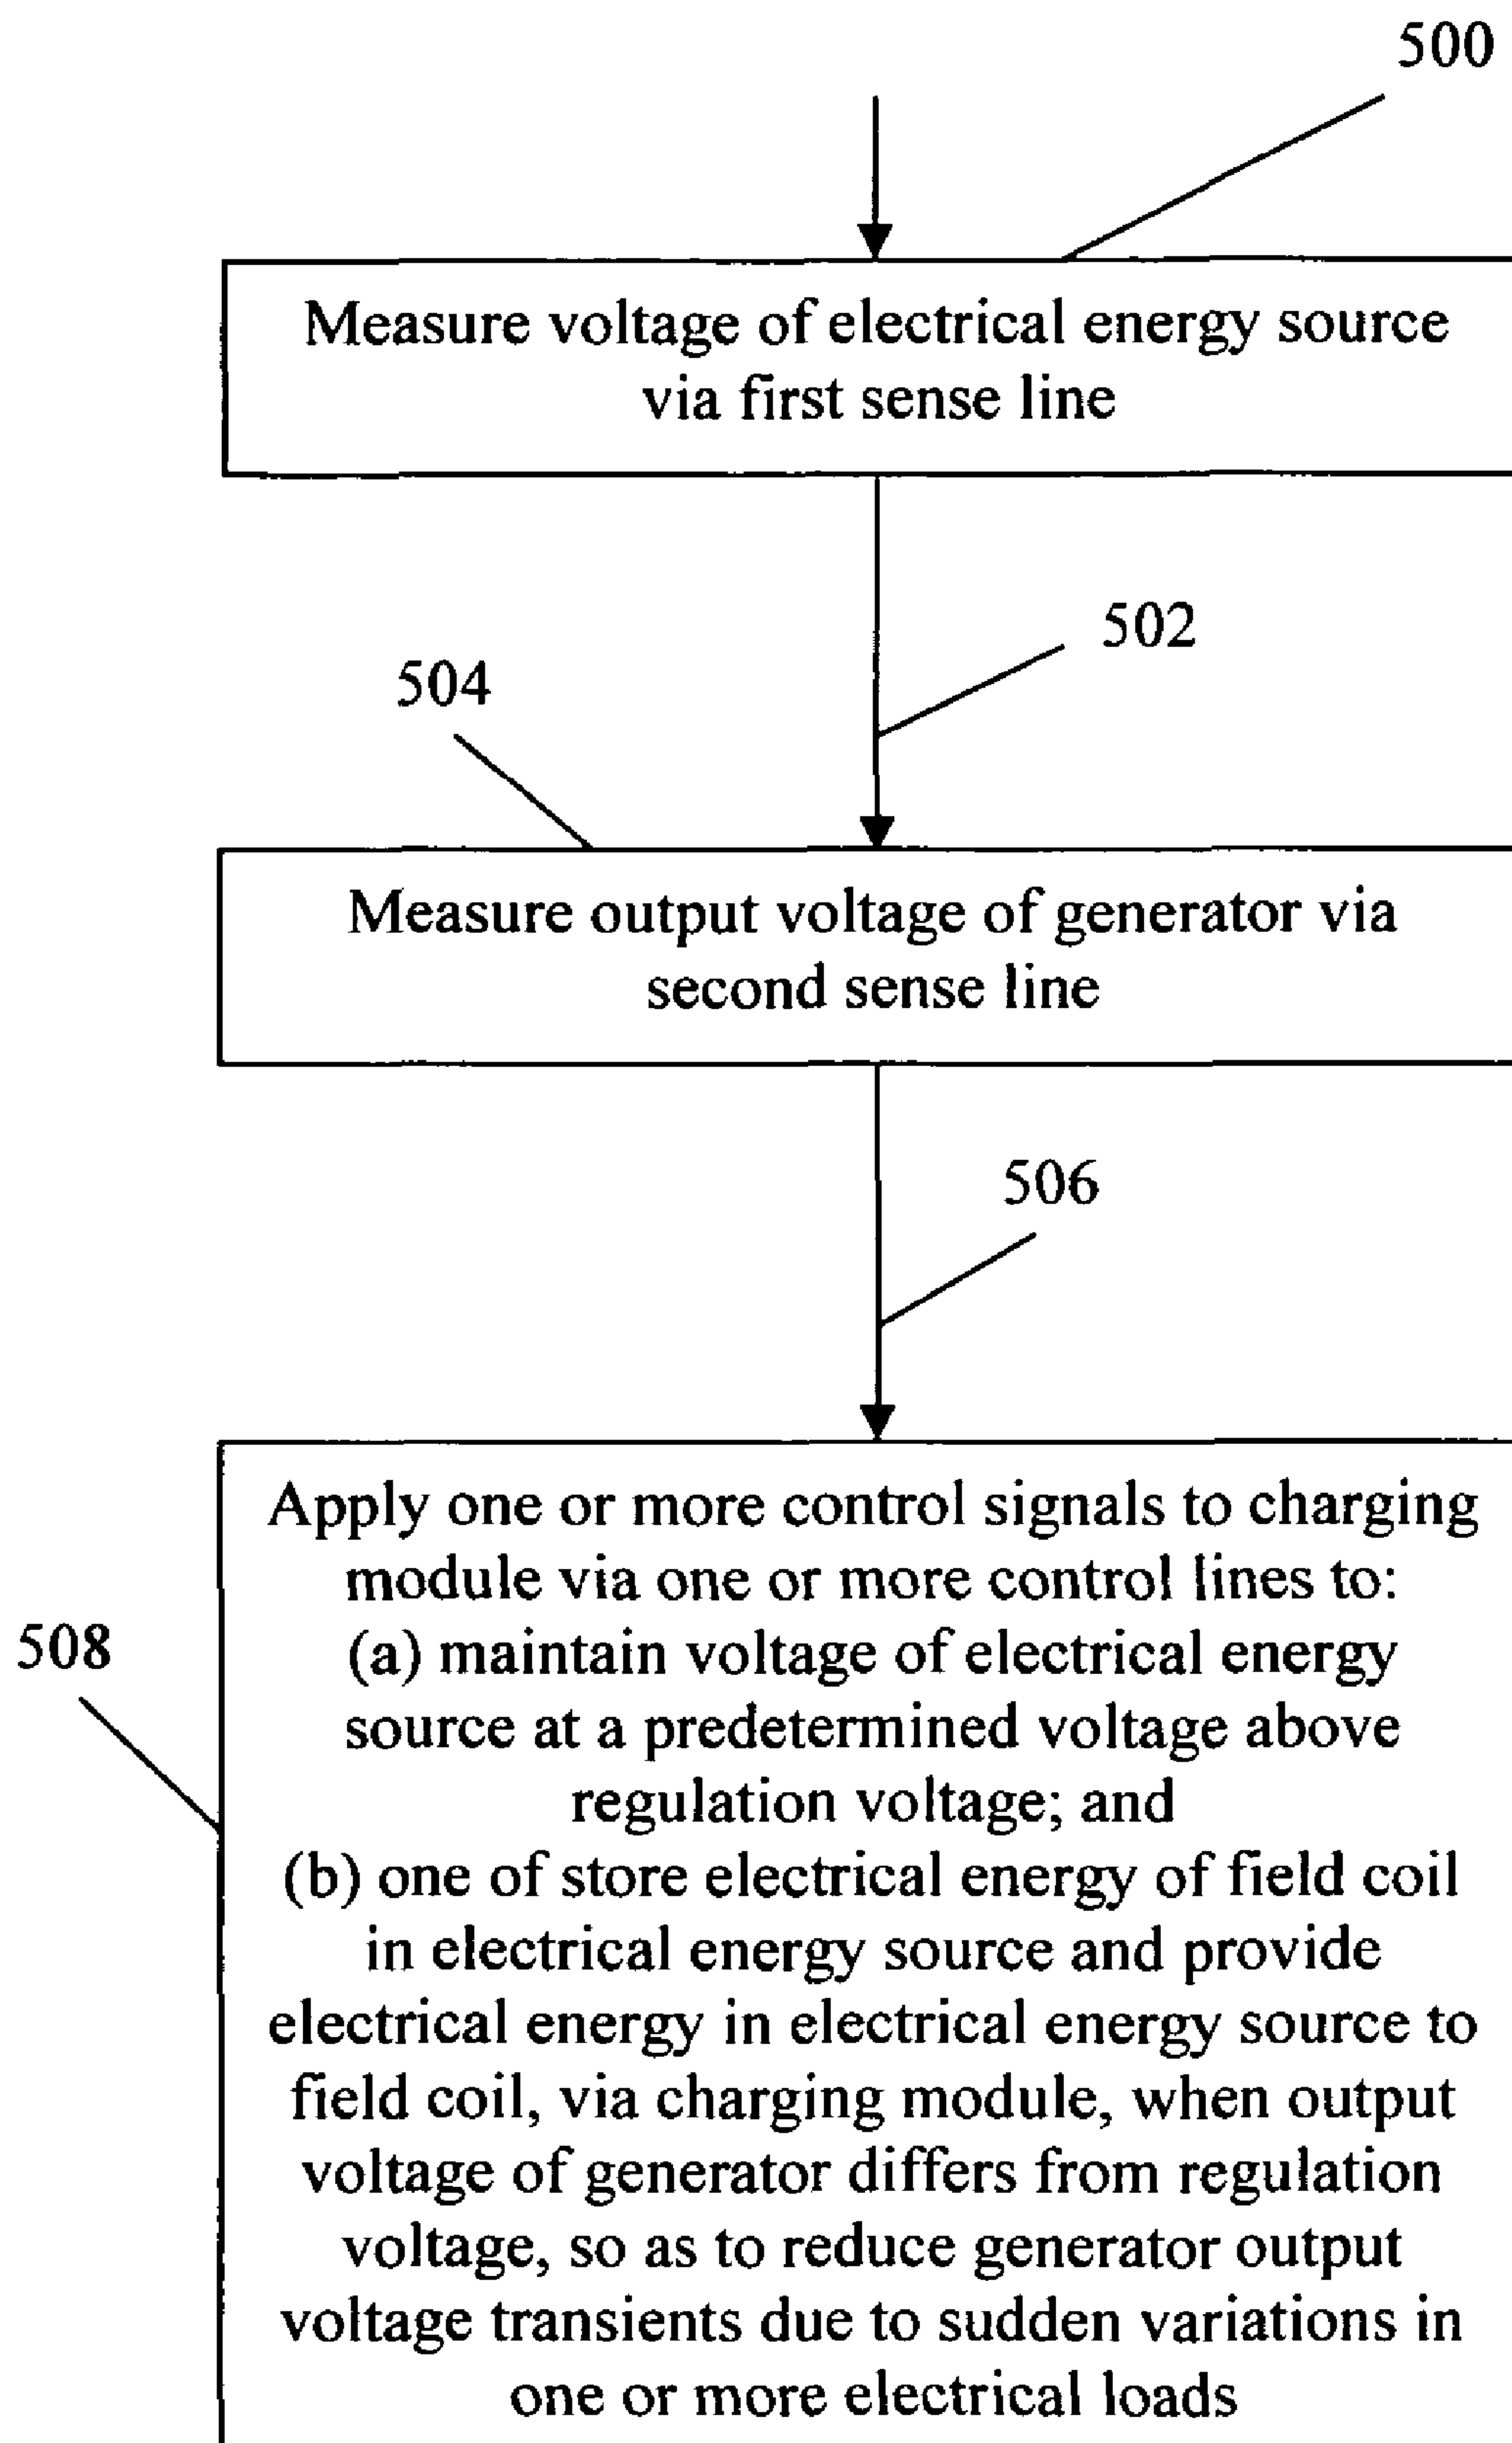 500
Measure voltage of electrical energy source
via first sense line
502
504
Measure output voltage of generator via
second sense line
506
Apply one or more control signals to charging
module via one or more control lines to:
(a) maintain voltage of electrical energy
source at a predetermined voltage above
regulation voltage; and
(b) one of store electrical energy of field coil
in electrical energy source and provide
electrical energy in electrical energy source to
field coil, via charging module, when output
voltage of generator differs from regulation
voltage, so as to reduce generator output
voltage transients due to sudden variations in
one or more electrical loads
508